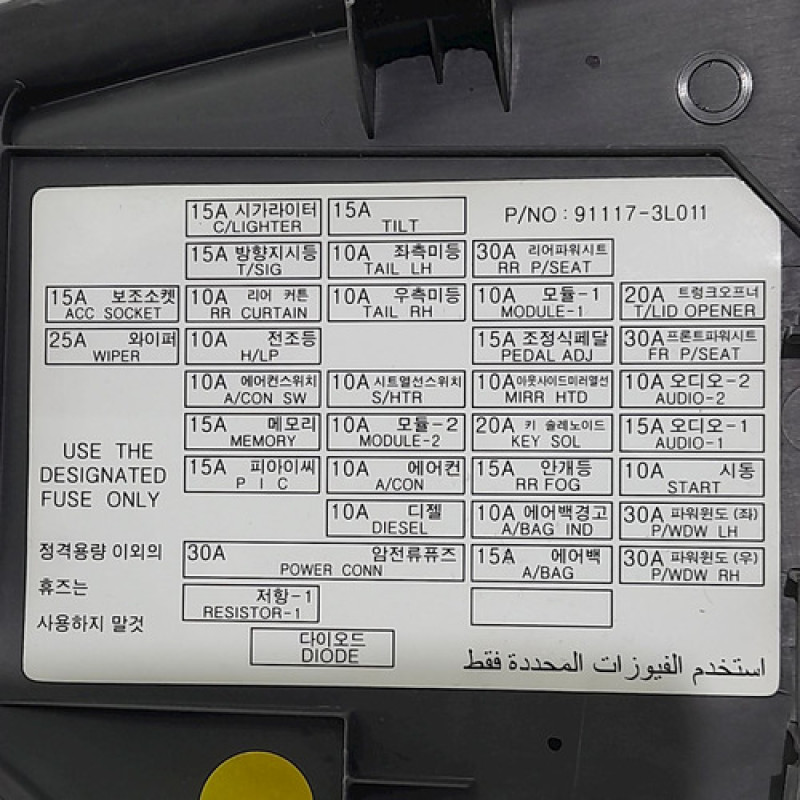 15A 시가라이터
C/LIGHTER
15A
TILT
P/NO : 91117-3L011
15A 방향지시등
T/SIG
10A 좌측미등
TAIL LH
30A 리어파워시트
RR P/SEAT
15A 보조소켓
ACC SOCKET
10A 리어 커튼
RR CURTAIN
10A 우측미등
TAIL RH
10A 모듈-1
MODULE-1
20A 트렁크오프너
T/LID OPENER
25A 와이퍼
WIPER
10A 전조등
H/LP
15A 조정식페달
PEDAL ADJ
30A 프론트파워시트
FR P/SEAT
10A 에어컨스위치
A/CON SW
10A 시트열선스위치
S/HTR
10A 아웃사이드미러열선
MIRR HTD
10A 오디오-2
AUDIO-2
15A 메모리
MEMORY
10A 모듈-2
MODULE-2
20A 키 솔레노이드
KEY SOL
15A 오디오-1
AUDIO-1
USE THE
DESIGNATED
FUSE ONLY
15A 피아이씨
P I C
10A 에어컨
A/CON
15A 안개등
RR FOG
10A 시동
START
10A 디젤
DIESEL
10A 에어백경고
A/BAG IND
30A 파워윈도 (좌)
P/WDW LH
정격용량 이외의
휴즈는
사용하지 말것
30A 암전류퓨즈
POWER CONN
15A 에어백
A/BAG
30A 파워윈도 (우)
P/WDW RH
저항-1
RESISTOR-1
다이오드
DIODE
استخدم الفيوزات المحددة فقط